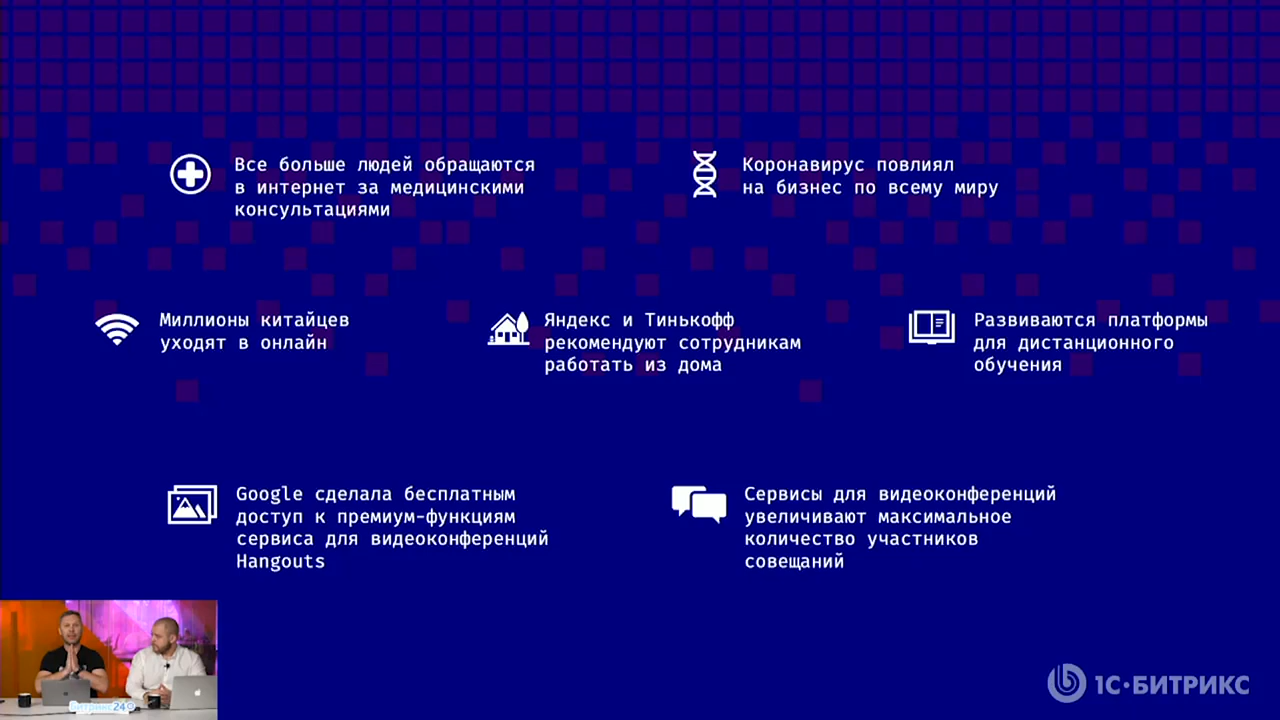 Все больше людей обращаются
в интернет за медицинскими
консультациями
Коронавирус повлиял
на бизнес по всему миру
Миллионы китайцев
уходят в онлайн
Яндекс и Тинькофф
рекомендуют сотрудникам
работать из дома
Развиваются платформы
для дистанционного
обучения
Google сделала бесплатным
доступ к премиум-функциям
сервиса для видеоконференций
Hangouts
Сервисы для видеоконференций
увеличивают максимальное
количество участников
совещаний
Битрикс24
1С·БИТРИКС